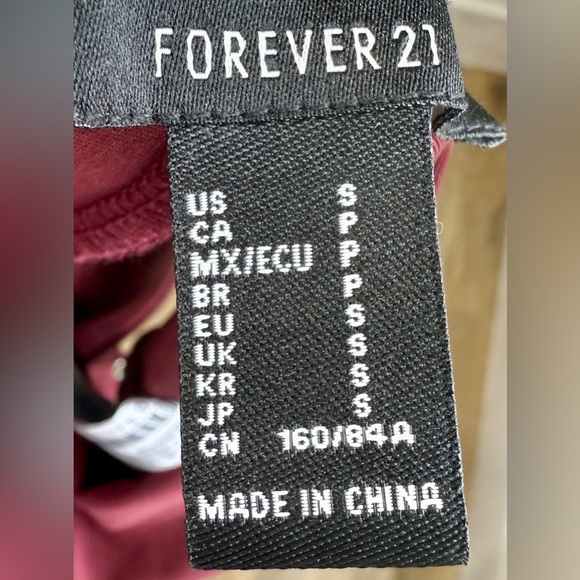 FOREVER 21
US S
CA P
MX/ECU P
BR P
EU S
UK S
KR S
JP S
CN 160/84A
MADE IN CHINA